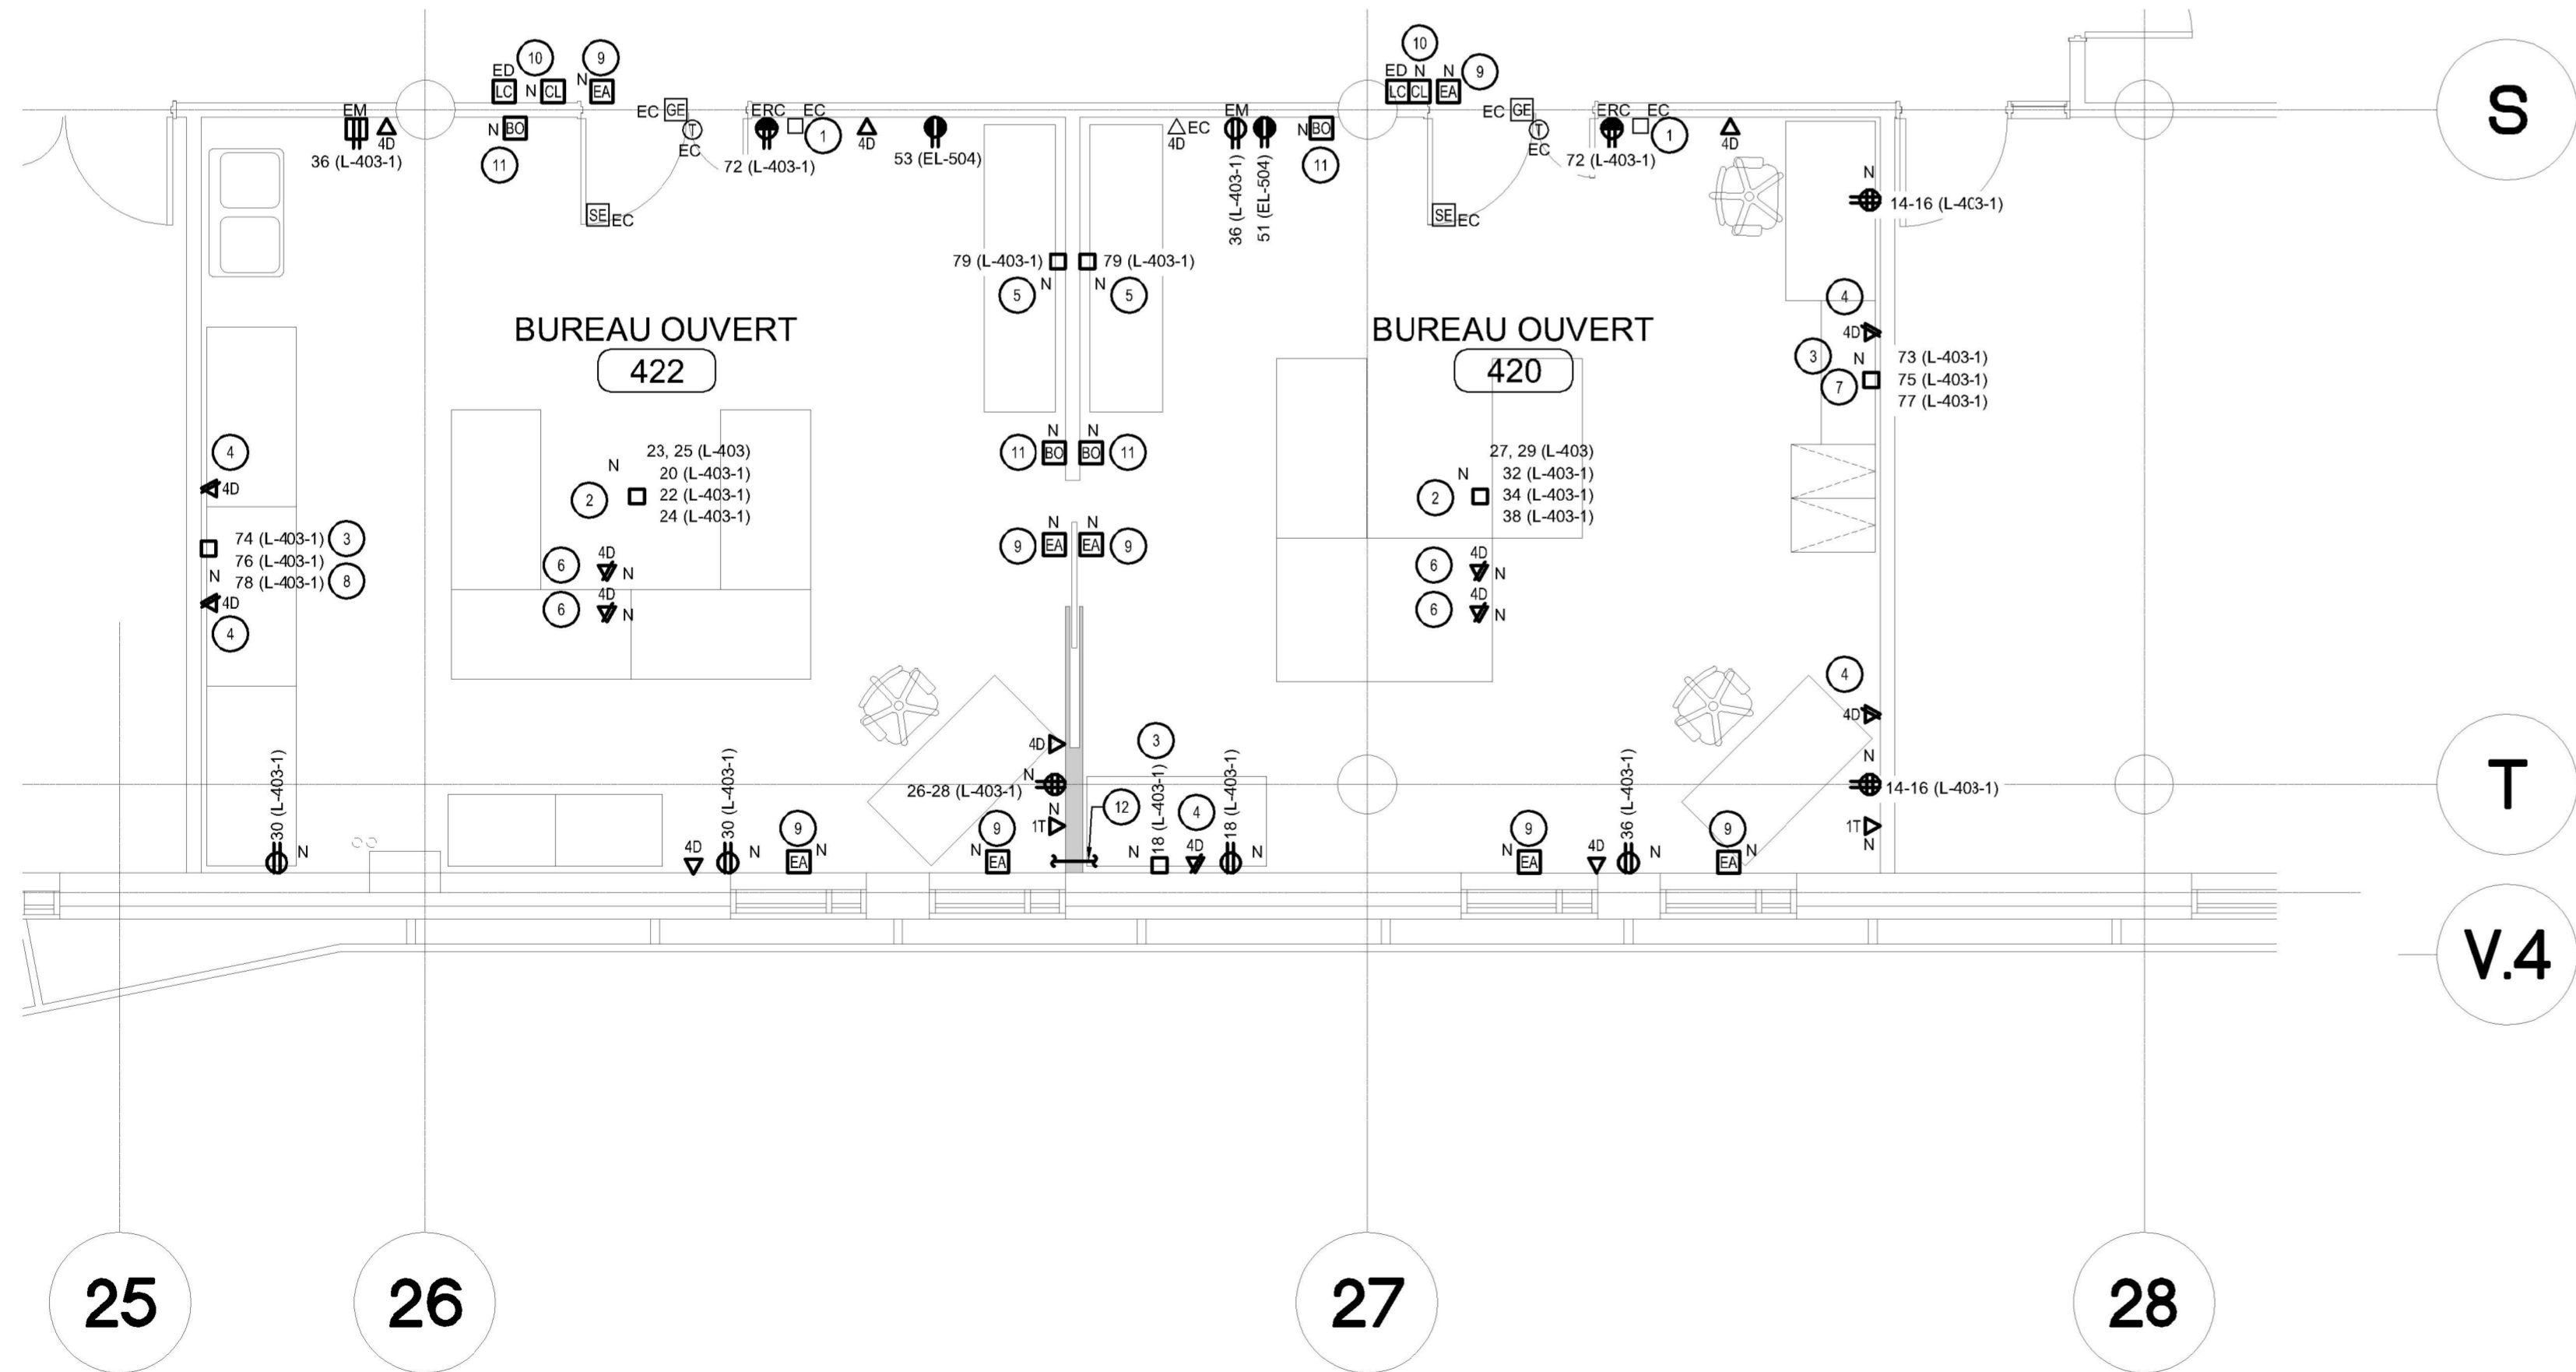 10
9
10
9
ED
N
N
ED
N
N
LC
CL
EA
LC
CL
EA
EM
EC
GE
ERC
EC
EM
EC
GE
ERC
EC
S
N
BO
4D
T
EC
1
4D
4D
EC
N
BO
T
EC
1
4D
36 (L-403-1)
11
72 (L-403-1)
53 (EL-504)
36 (L-403-1)
51 (EL-504)
11
72 (L-403-1)
N
14-16 (L-403-1)
SE
EC
SE
EC
79 (L-403-1)
79 (L-403-1)
5
N
N
5
4
BUREAU OUVERT
422
BUREAU OUVERT
420
4D
3
N
7
73 (L-403-1)
75 (L-403-1)
77 (L-403-1)
4
4D
N
2
23, 25 (L-403)
20 (L-403-1)
22 (L-403-1)
24 (L-403-1)
N
N
11
BO
BO
11
N
2
27, 29 (L-403)
32 (L-403-1)
34 (L-403-1)
38 (L-403-1)
74 (L-403-1)
3
76 (L-403-1)
N
78 (L-403-1)
8
4D
4
6
4D
N
6
4D
N
N
N
9
EA
EA
9
6
4D
N
6
4D
N
4
4D
4D
3
N
26-28 (L-403-1)
N
1T
12
T
N
14-16 (L-403-1)
1T
N
30 (L-403-1)
N
4D
30 (L-403-1)
N
9
EA
N
9
N
EA
N
18 (L-403-1)
4
4D
18 (L-403-1)
N
9
N
EA
4D
36 (L-403-1)
N
9
EA
N
V.4
25
26
27
28